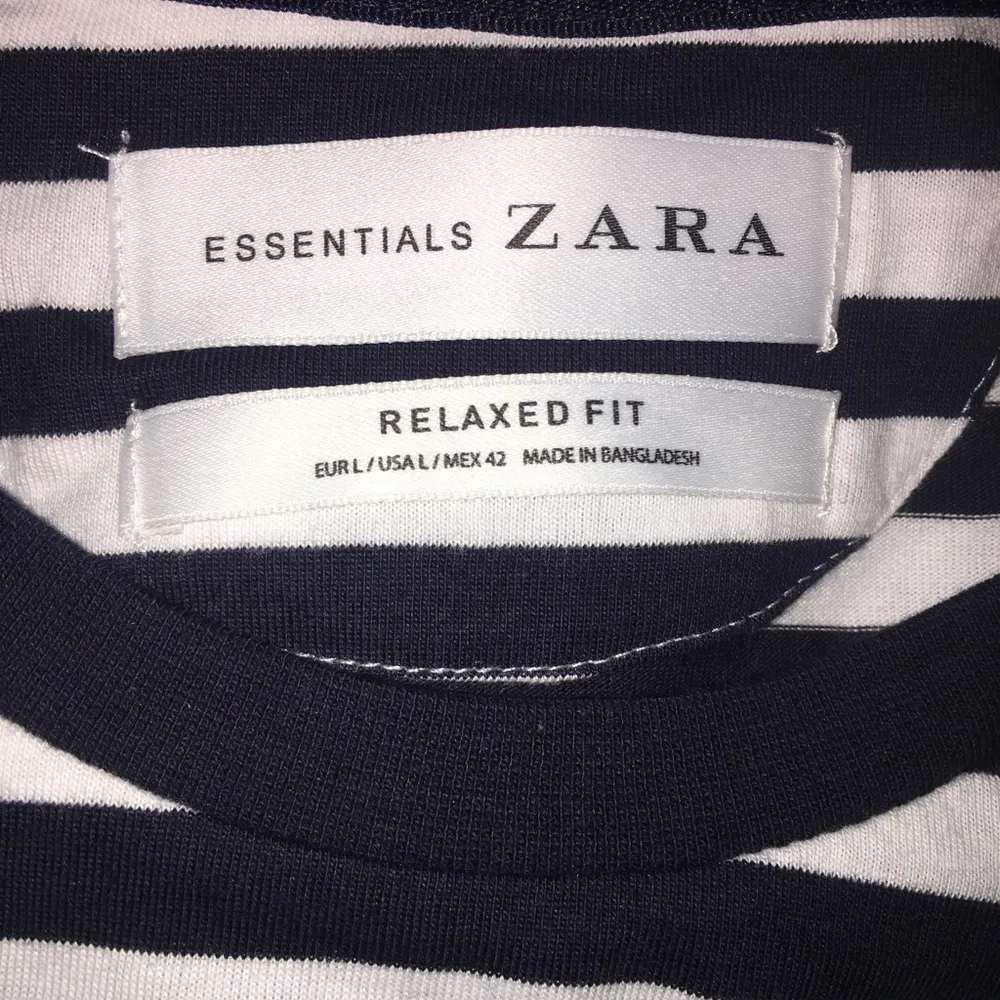 ESSENTIALS ZARA
RELAXED FIT
EUR L / USA L / MEX 42 MADE IN BANGLADESH